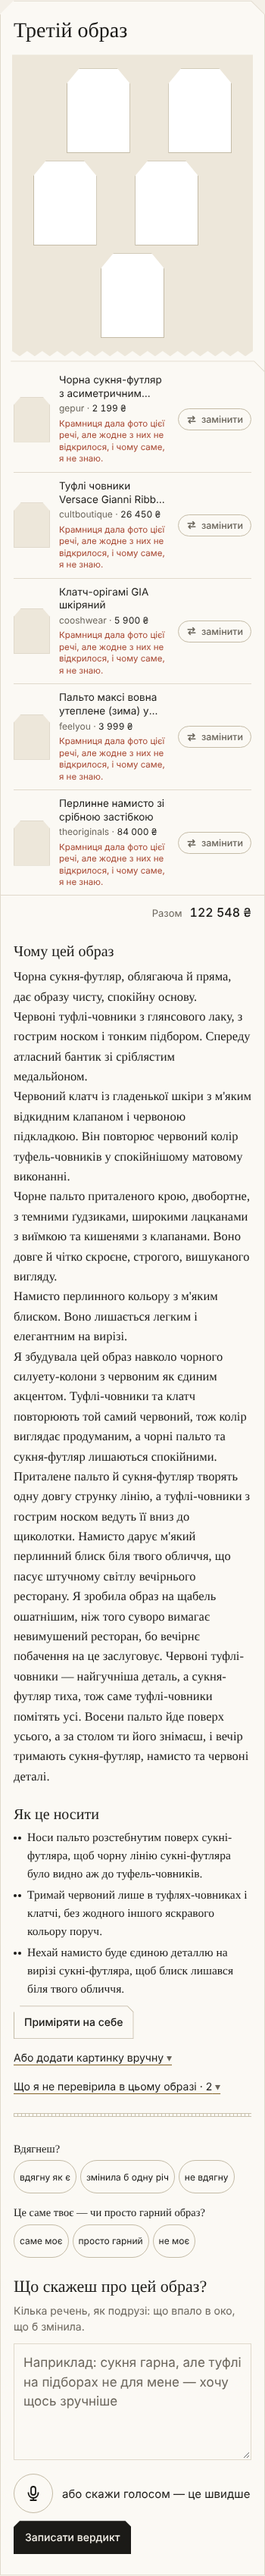 Третій образ
Чорна сукня-футляр
з асиметричним...
gepur · 2 199 ₴
Крамниця дала фото цієї
речі, але жодне з них не
відкрилося, і чому саме,
я не знаю.
⇄ замінити
Туфлі човники
Versace Gianni Ribb...
cultboutique · 26 450 ₴
Крамниця дала фото цієї
речі, але жодне з них не
відкрилося, і чому саме,
я не знаю.
⇄ замінити
Клатч-орігамі GIA
шкіряний
cooshwear · 5 900 ₴
Крамниця дала фото цієї
речі, але жодне з них не
відкрилося, і чому саме,
я не знаю.
⇄ замінити
Пальто максі вовна
утеплене (зима) у...
feelyou · 3 999 ₴
Крамниця дала фото цієї
речі, але жодне з них не
відкрилося, і чому саме,
я не знаю.
⇄ замінити
Перлинне намисто зі
срібною застібкою
theoriginals · 84 000 ₴
Крамниця дала фото цієї
речі, але жодне з них не
відкрилося, і чому саме,
я не знаю.
⇄ замінити
Разом 122 548 ₴
Чому цей образ
Чорна сукня-футляр, облягаюча й пряма,
дає образу чисту, спокійну основу.
Червоні туфлі-човники з глянсового лаку, з
гострим носком і тонким підбором. Спереду
атласний бантик зі сріблястим
медальйоном.
Червоний клатч із гладенької шкіри з м'яким
відкидним клапаном і червоною
підкладкою. Він повторює червоний колір
туфель-човників у спокійнішому матовому
виконанні.
Чорне пальто приталеного крою, двобортне,
з темними ґудзиками, широкими лацканами
з виїмкою та кишенями з клапанами. Воно
довге й чітко скроєне, строгого, вишуканого
вигляду.
Намисто перлинного кольору з м'яким
блиском. Воно лишається легким і
елегантним на вирізі.
Я збудувала цей образ навколо чорного
силуету-колони з червоним як єдиним
акцентом. Туфлі-човники та клатч
повторюють той самий червоний, тож колір
виглядає продуманим, а чорні пальто та
сукня-футляр лишаються спокійними.
Приталене пальто й сукня-футляр творять
одну довгу струнку лінію, а туфлі-човники з
гострим носком ведуть її вниз до
щиколотки. Намисто дарує м'який
перлинний блиск біля твого обличчя, що
пасує штучному світлу вечірнього
ресторану. Я зробила образ на щабель
ошатнішим, ніж того суворо вимагає
невимушений ресторан, бо вечірнє
побачення на це заслуговує. Червоні туфлі-
човники — найгучніша деталь, а сукня-
футляр тиха, тож саме туфлі-човники
помітять усі. Восени пальто йде поверх
усього, а за столом ти його знімаєш, і вечір
тримають сукня-футляр, намисто та червоні
деталі.
Як це носити
•• Носи пальто розстебнутим поверх сукні-
футляра, щоб чорну лінію сукні-футляра
було видно аж до туфель-човників.
•• Тримай червоний лише в туфлях-човниках і
клатчі, без жодного іншого яскравого
кольору поруч.
•• Нехай намисто буде єдиною деталлю на
вирізі сукні-футляра, щоб блиск лишався
біля твого обличчя.
Приміряти на себе
Або додати картинку вручну ▾
Що я не перевірила в цьому образі · 2 ▾
Вдягнеш?
вдягну як є
змінила б одну річ
не вдягну
Це саме твоє — чи просто гарний образ?
саме моє
просто гарний
не моє
Що скажеш про цей образ?
Кілька речень, як подрузі: що впало в око,
що б змінила.
Наприклад: сукня гарна, але туфлі
на підборах не для мене — хочу
щось зручніше
або скажи голосом — це швидше
Записати вердикт